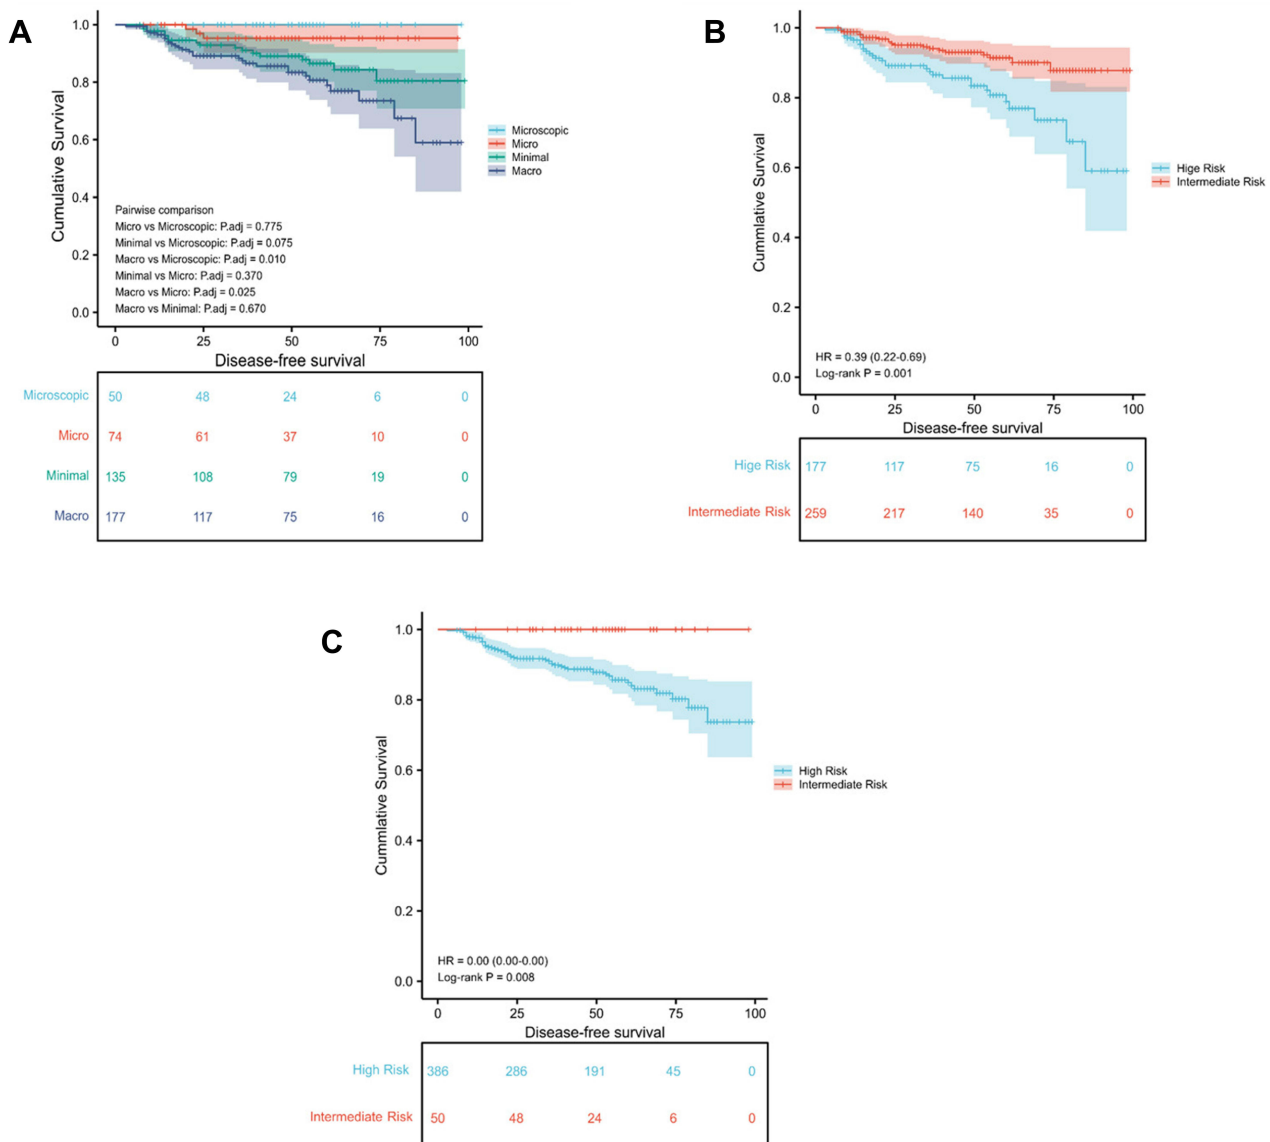 A
Cumulative Survival
1.0
0.8
0.6
0.4
0.2
0.0
Pairwise comparison
Micro vs Microscopic: P.adj = 0.775
Minimal vs Microscopic: P.adj = 0.075
Macro vs Microscopic: P.adj = 0.010
Minimal vs Micro: P.adj = 0.370
Macro vs Micro: P.adj = 0.025
Macro vs Minimal: P.adj = 0.670
Microscopic
Micro
Minimal
Macro
0 25 50 75 100
Disease-free survival
Microscopic 50 48 24 6 0
Micro 74 61 37 10 0
Minimal 135 108 79 19 0
Macro 177 117 75 16 0
B
Cummlative Survival
1.0
0.8
0.6
0.4
0.2
0.0
HR = 0.39 (0.22-0.69)
Log-rank P = 0.001
Hige Risk
Intermediate Risk
0 25 50 75 100
Disease-free survival
Hige Risk 177 117 75 16 0
Intermediate Risk 259 217 140 35 0
C
Cummlative Survival
1.0
0.8
0.6
0.4
0.2
0.0
HR = 0.00 (0.00-0.00)
Log-rank P = 0.008
High Risk
Intermediate Risk
0 25 50 75 100
Disease-free survival
High Risk 386 286 191 45 0
Intermediate Risk 50 48 24 6 0